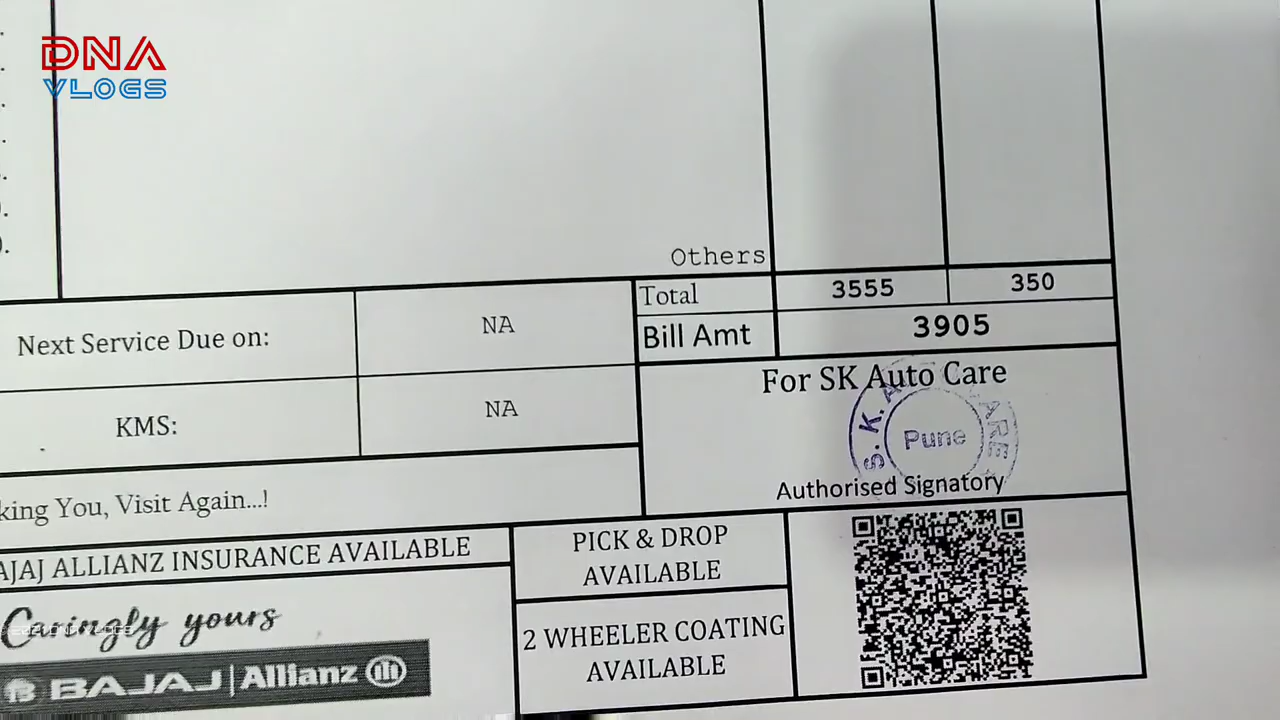 DNA
VLOGS
Others
Total 3555 350
Bill Amt 3905
Next Service Due on: NA
KMS: NA
For SK Auto Care
S. K. A CARE
Pune
Authorised Signatory
king You, Visit Again...!
AJAJ ALLIANZ INSURANCE AVAILABLE
Caringly yours
BAJAJ | Allianz
PICK & DROP
AVAILABLE
2 WHEELER COATING
AVAILABLE